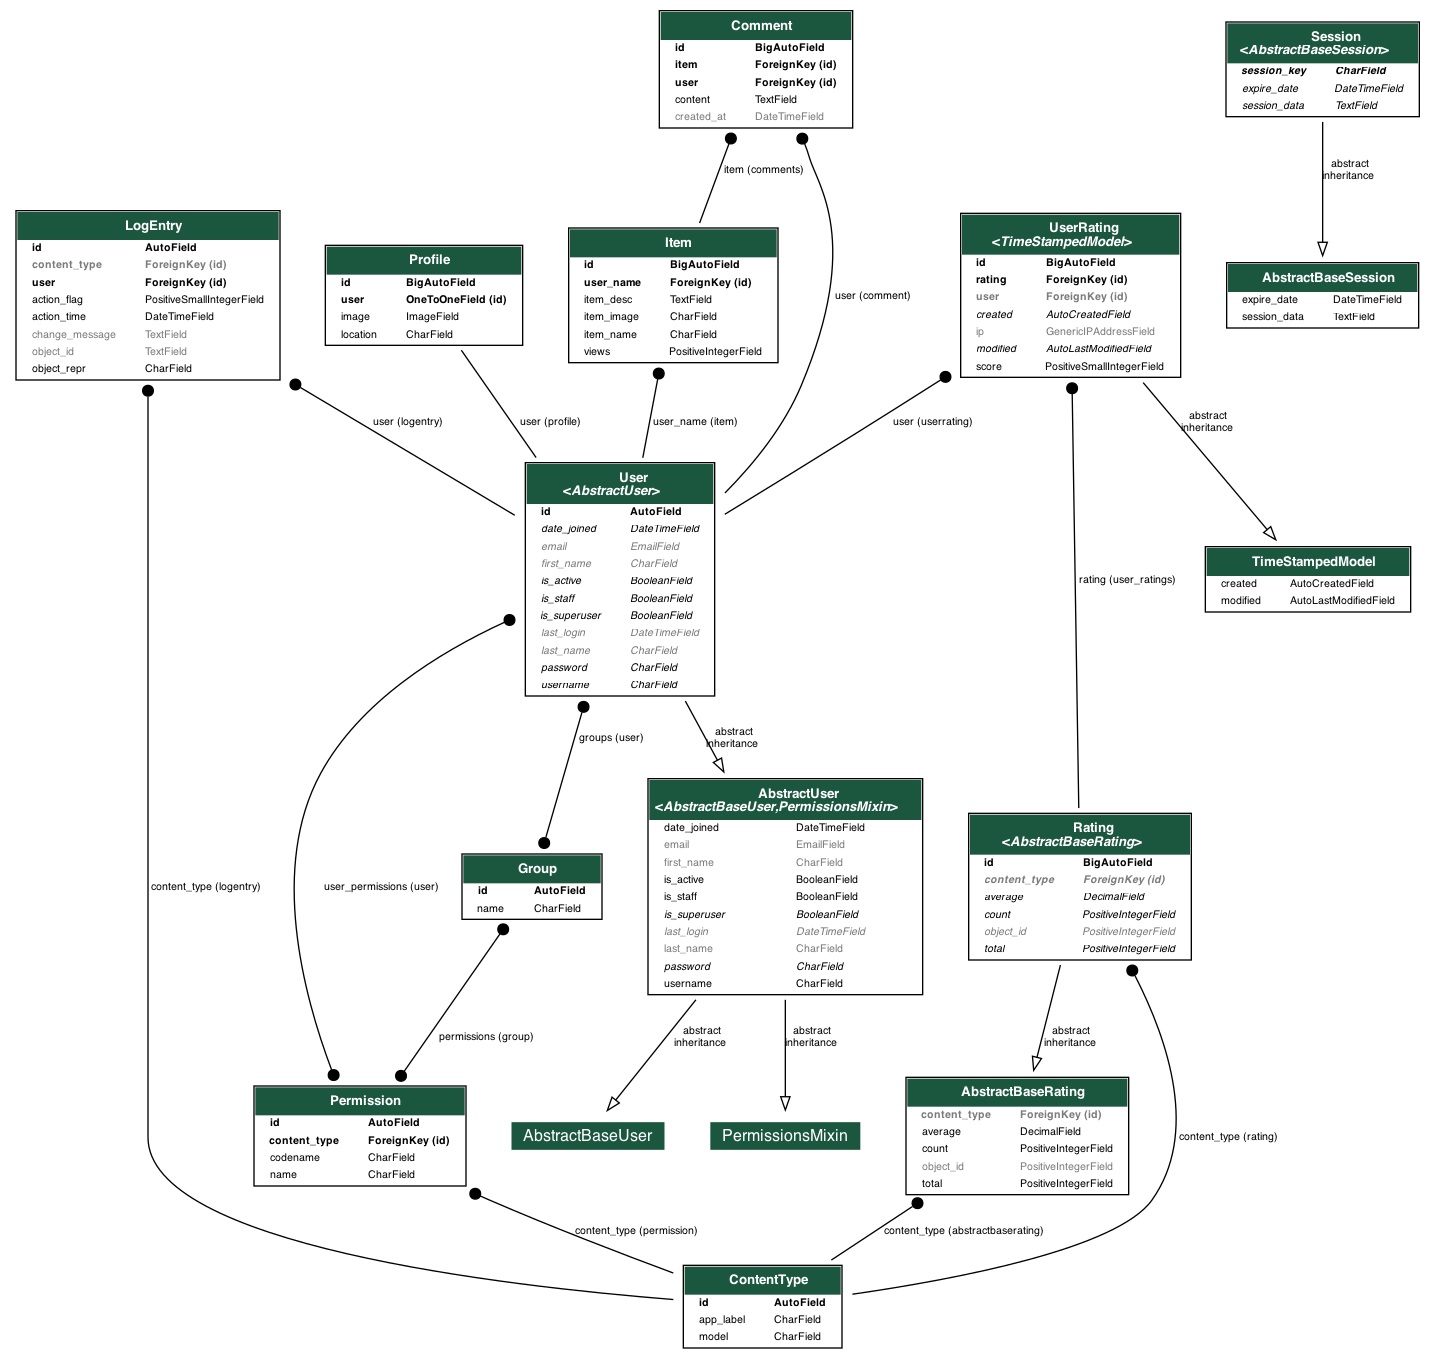 Comment
id BigAutoField
item ForeignKey (id)
user ForeignKey (id)
content TextField
created_at DateTimeField
Session
<AbstractBaseSession>
session_key CharField
expire_date DateTimeField
session_data TextField
item (comments)
abstract
inheritance
LogEntry
id AutoField
content_type ForeignKey (id)
user ForeignKey (id)
action_flag PositiveSmallIntegerField
action_time DateTimeField
change_message TextField
object_id TextField
object_repr CharField
Profile
id BigAutoField
user OneToOneField (id)
image ImageField
location CharField
Item
id BigAutoField
user_name ForeignKey (id)
item_desc TextField
item_image CharField
item_name CharField
views PositiveIntegerField
user (comment)
UserRating
<TimeStampedModel>
id BigAutoField
rating ForeignKey (id)
user ForeignKey (id)
created AutoCreatedField
ip GenericIPAddressField
modified AutoLastModifiedField
score PositiveSmallIntegerField
AbstractBaseSession
expire_date DateTimeField
session_data TextField
user (logentry)
user (profile)
user_name (item)
user (userrating)
abstract
inheritance
User
<AbstractUser>
id AutoField
date_joined DateTimeField
email EmailField
first_name CharField
is_active BooleanField
is_staff BooleanField
is_superuser BooleanField
last_login DateTimeField
last_name CharField
password CharField
username CharField
rating (user_ratings)
TimeStampedModel
created AutoCreatedField
modified AutoLastModifiedField
groups (user)
abstract
inheritance
AbstractUser
<AbstractBaseUser,PermissionsMixin>
date_joined DateTimeField
email EmailField
first_name CharField
is_active BooleanField
is_staff BooleanField
is_superuser BooleanField
last_login DateTimeField
last_name CharField
password CharField
username CharField
Rating
<AbstractBaseRating>
id BigAutoField
content_type ForeignKey (id)
average DecimalField
count PositiveIntegerField
object_id PositiveIntegerField
total PositiveIntegerField
Group
id AutoField
name CharField
content_type (logentry)
user_permissions (user)
permissions (group)
abstract
inheritance
abstract
inheritance
abstract
inheritance
Permission
id AutoField
content_type ForeignKey (id)
codename CharField
name CharField
AbstractBaseUser
PermissionsMixin
AbstractBaseRating
content_type ForeignKey (id)
average DecimalField
count PositiveIntegerField
object_id PositiveIntegerField
total PositiveIntegerField
content_type (rating)
content_type (permission)
content_type (abstractbaserating)
ContentType
id AutoField
app_label CharField
model CharField